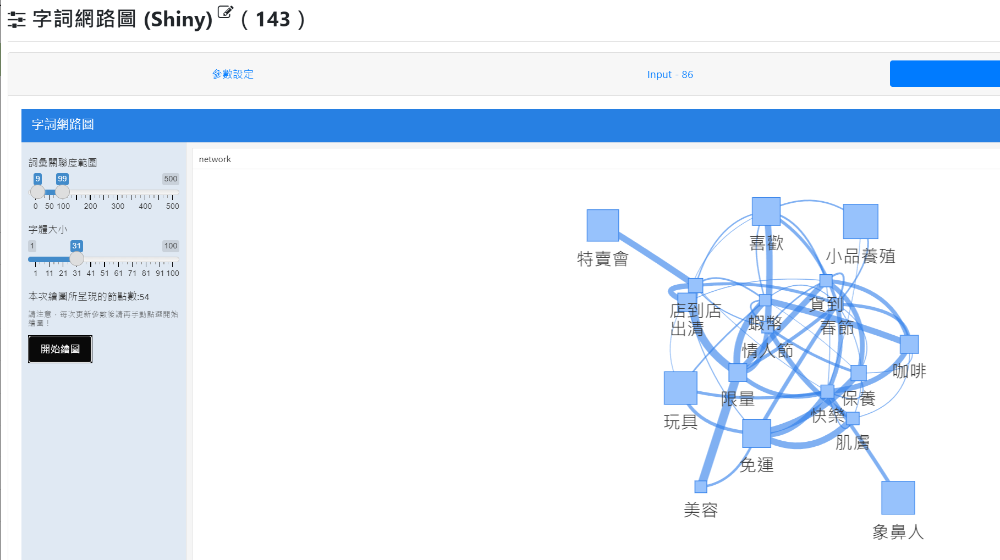 字詞網路圖 (Shiny) ( 143 )
參數設定
Input - 86
字詞網路圖
詞彙關聯度範圍
9 99 500
0 50 100 200 300 400 500
字體大小
1 31 100
1 11 21 31 41 51 61 71 81 91 100
本次繪圖所呈現的節點數:54
請注意，每次更新參數後請再手動點選開始
繪圖！
開始繪圖
network
喜歡
特賣會
小品養殖
貨到
店到店
蝦幣
春節
出清
情人節
咖啡
限量
保養
快樂
玩具
肌膚
免運
美容
象鼻人